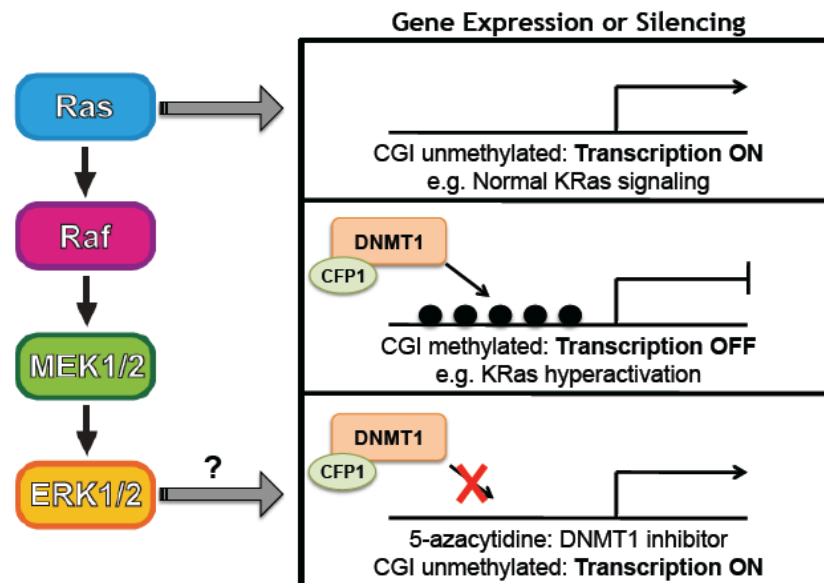 Gene Expression or Silencing
Ras
CGI unmethylated: Transcription ON
e.g. Normal KRas signaling
Raf
DNMT1
CFP1
MEK1/2
CGI methylated: Transcription OFF
e.g. KRas hyperactivation
DNMT1
CFP1
?
ERK1/2
5-azacytidine: DNMT1 inhibitor
CGI unmethylated: Transcription ON